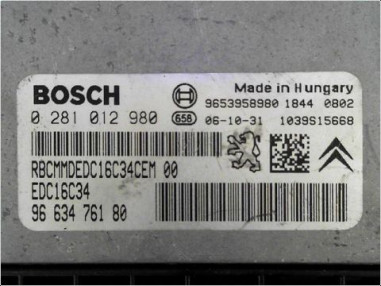 BOSCH
Made in Hungary
9653958980 1844 0802
0 281 012 980 656 06-10-31 1039S15668
RBCMMDEDC16C34CEM 00
EDC16C34
96 634 761 80